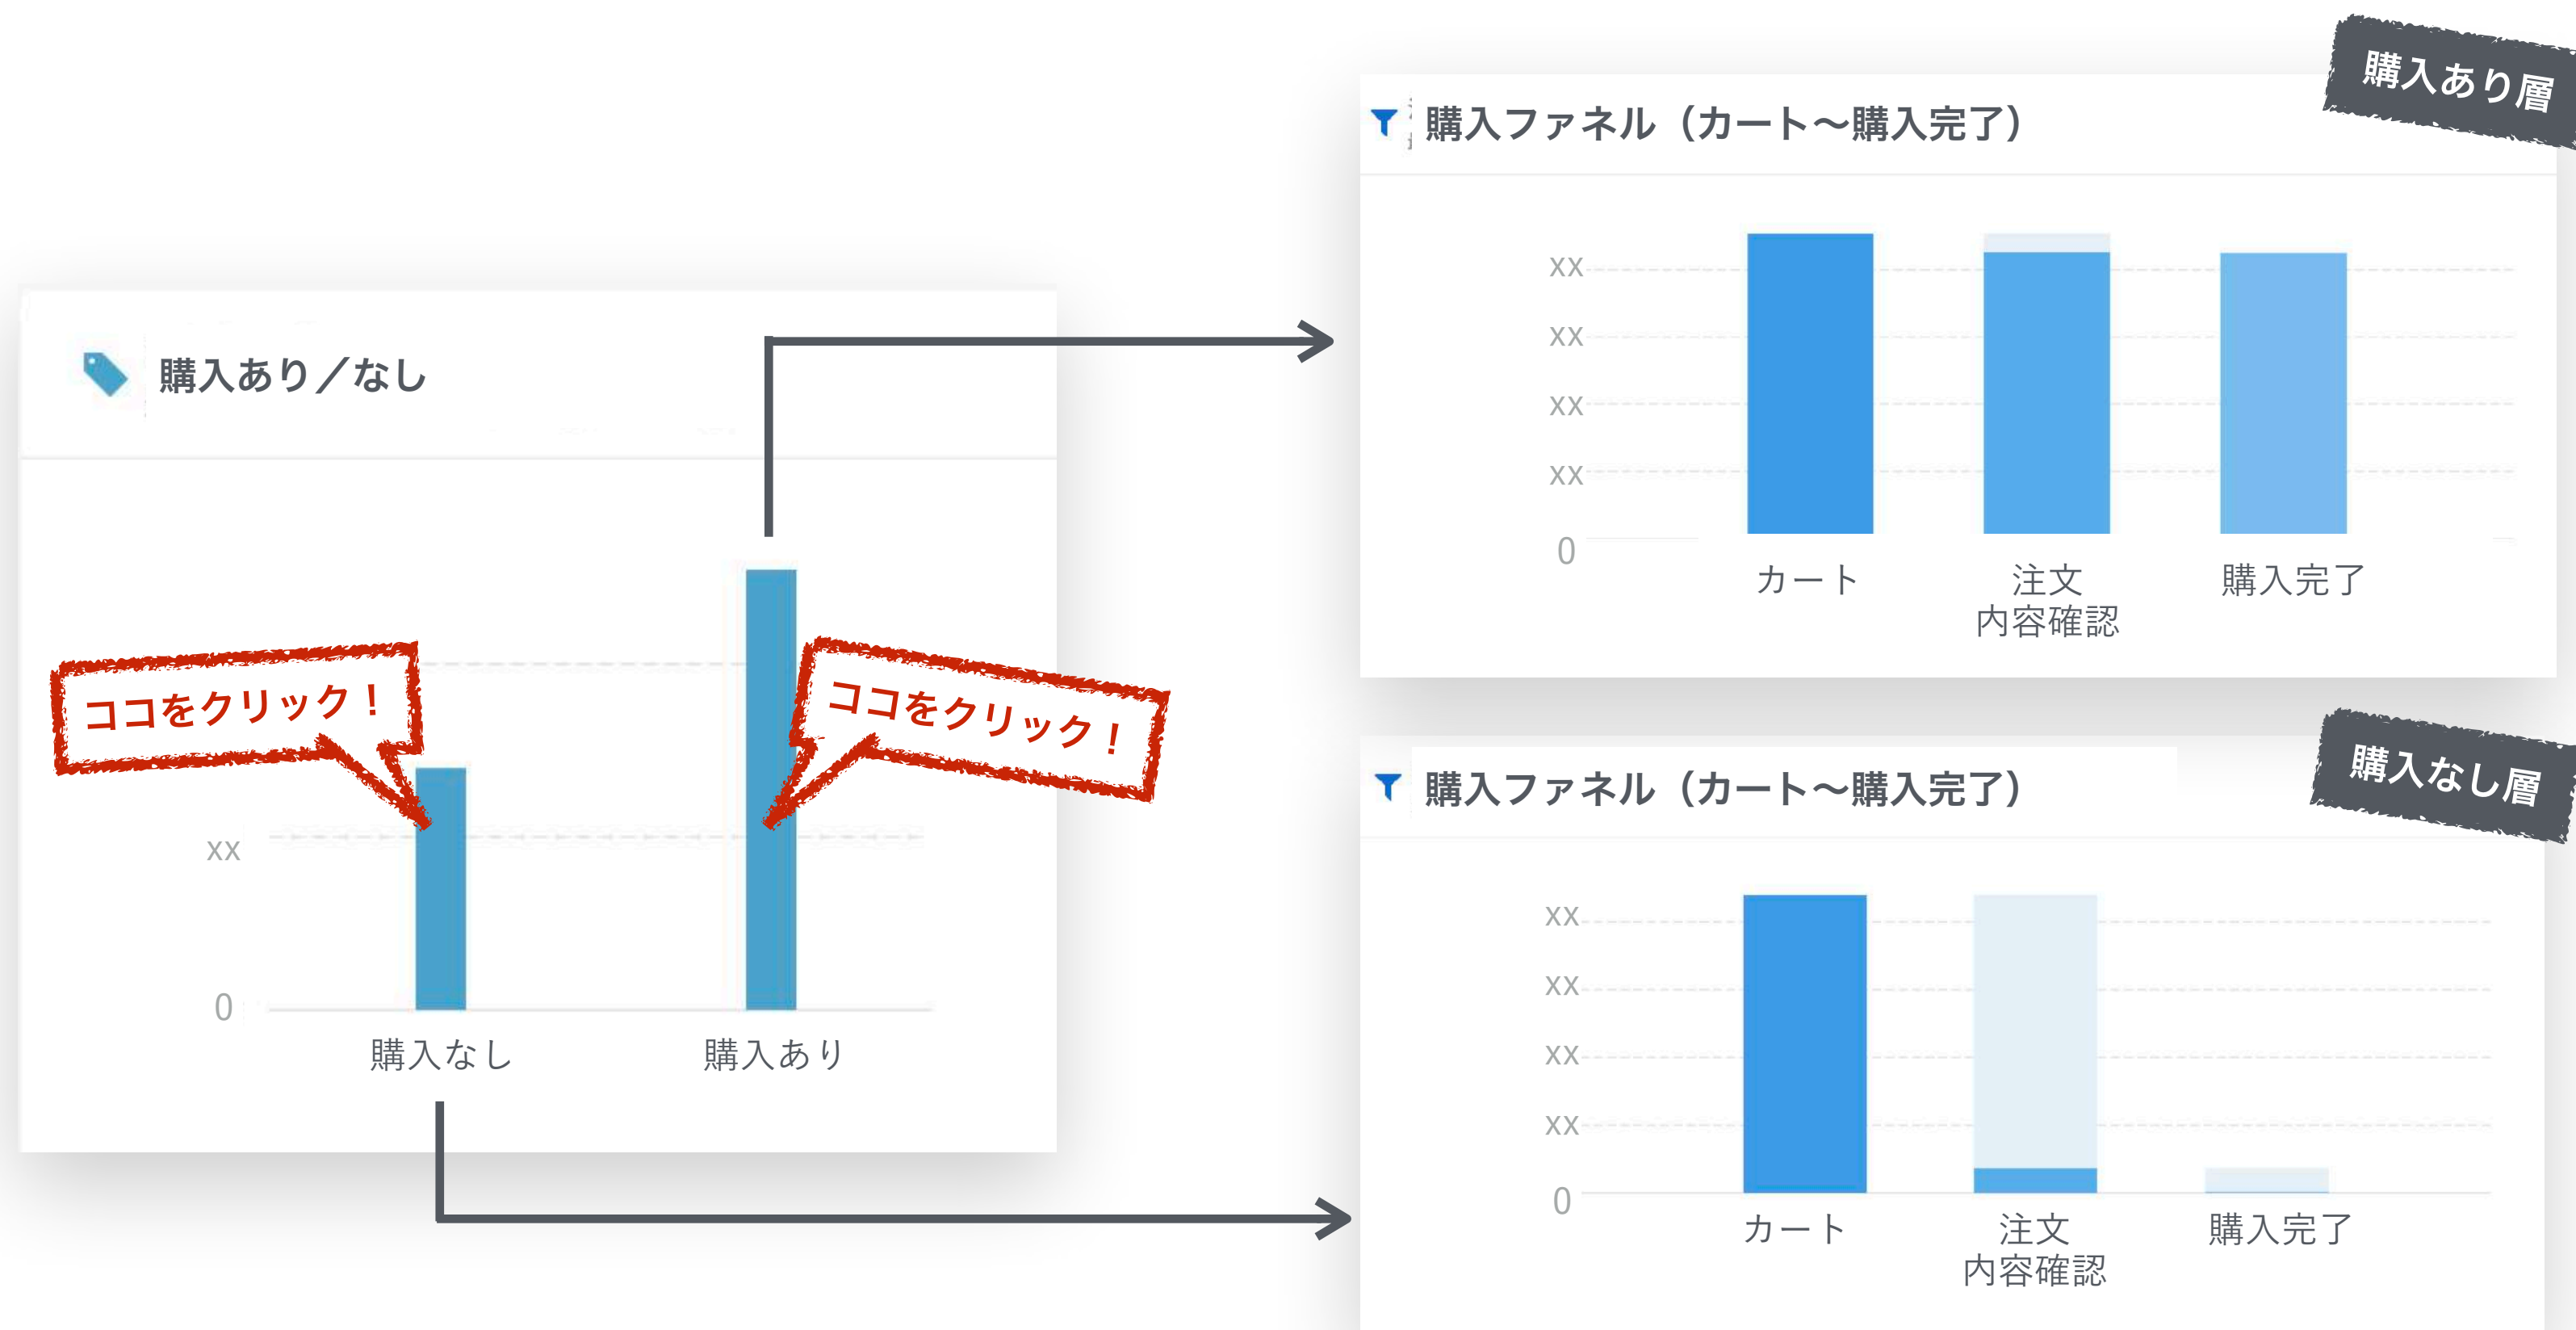 購入あり／なし
ココをクリック！
ココをクリック！
xx
0
購入なし
購入あり
購入あり層
購入ファネル（カート〜購入完了）
xx
xx
xx
xx
0
カート
注文
内容確認
購入完了
購入なし層
購入ファネル（カート〜購入完了）
xx
xx
xx
xx
0
カート
注文
内容確認
購入完了